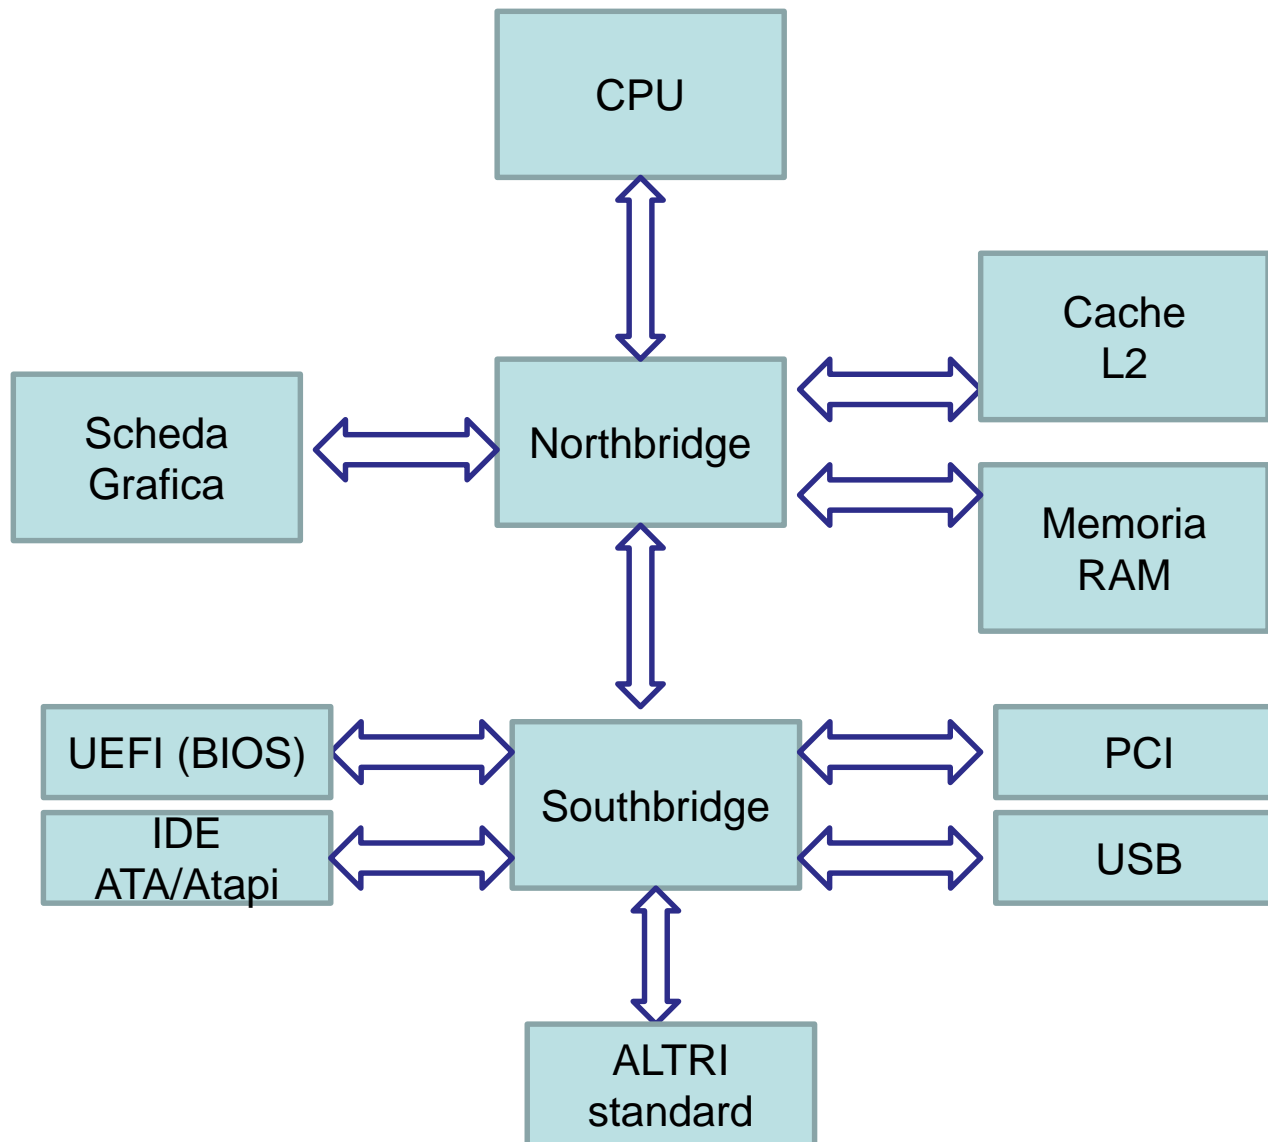 CPU
Cache
L2
Scheda
Grafica
Northbridge
Memoria
RAM
UEFI (BIOS)
IDE
ATA/Atapi
Southbridge
PCI
USB
ALTRI
standard